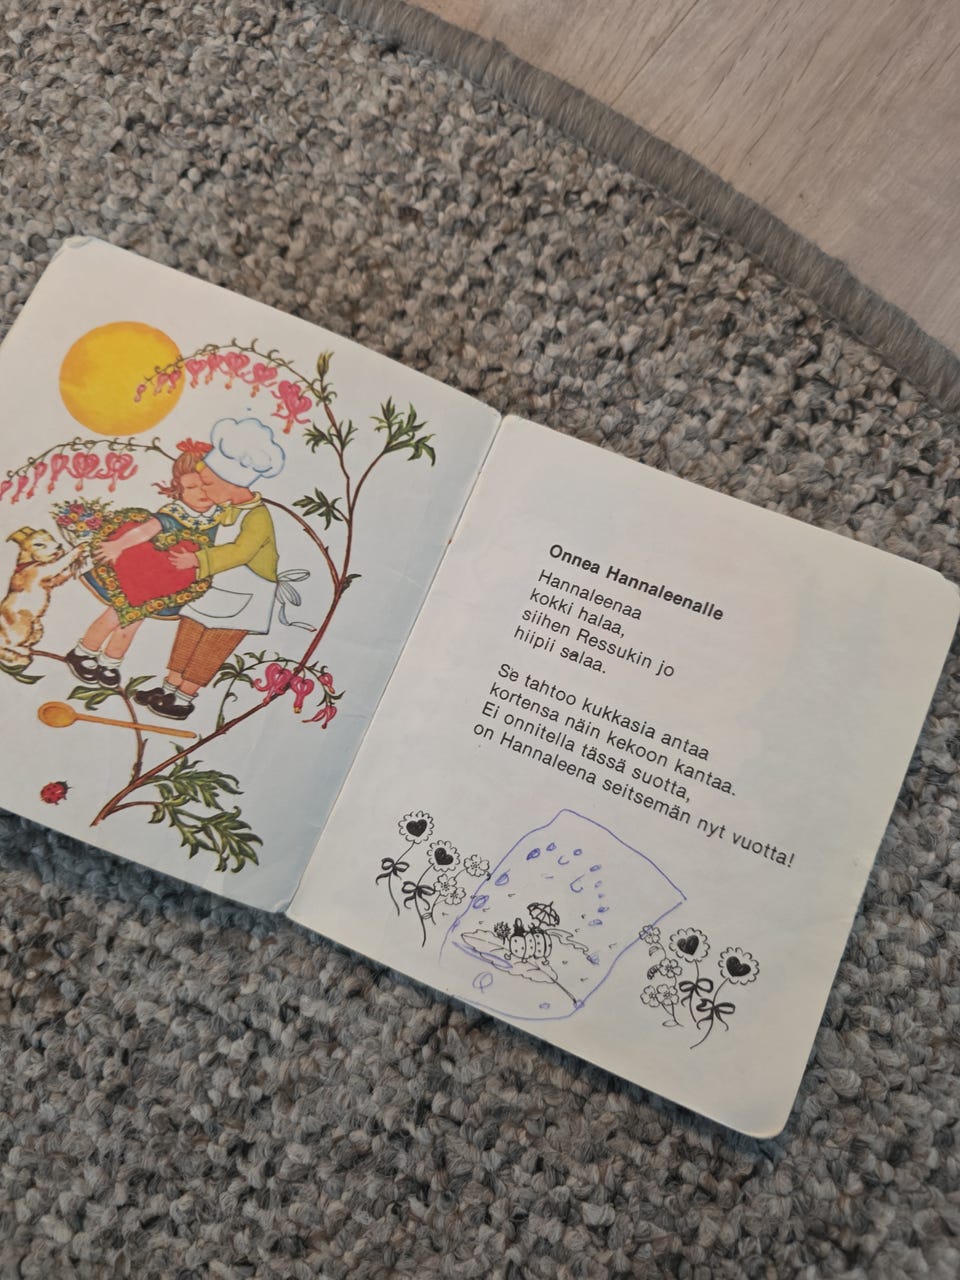 Onnea Hannaleenalle
Hannaleenaa
kokki halaa,
siihen Ressukin jo
hiipii salaa.
Se tahtoo kukkasia antaa
kortensa näin kekoon kantaa.
Ei onnitella tässä suotta,
on Hannaleena seitsemän nyt vuotta!